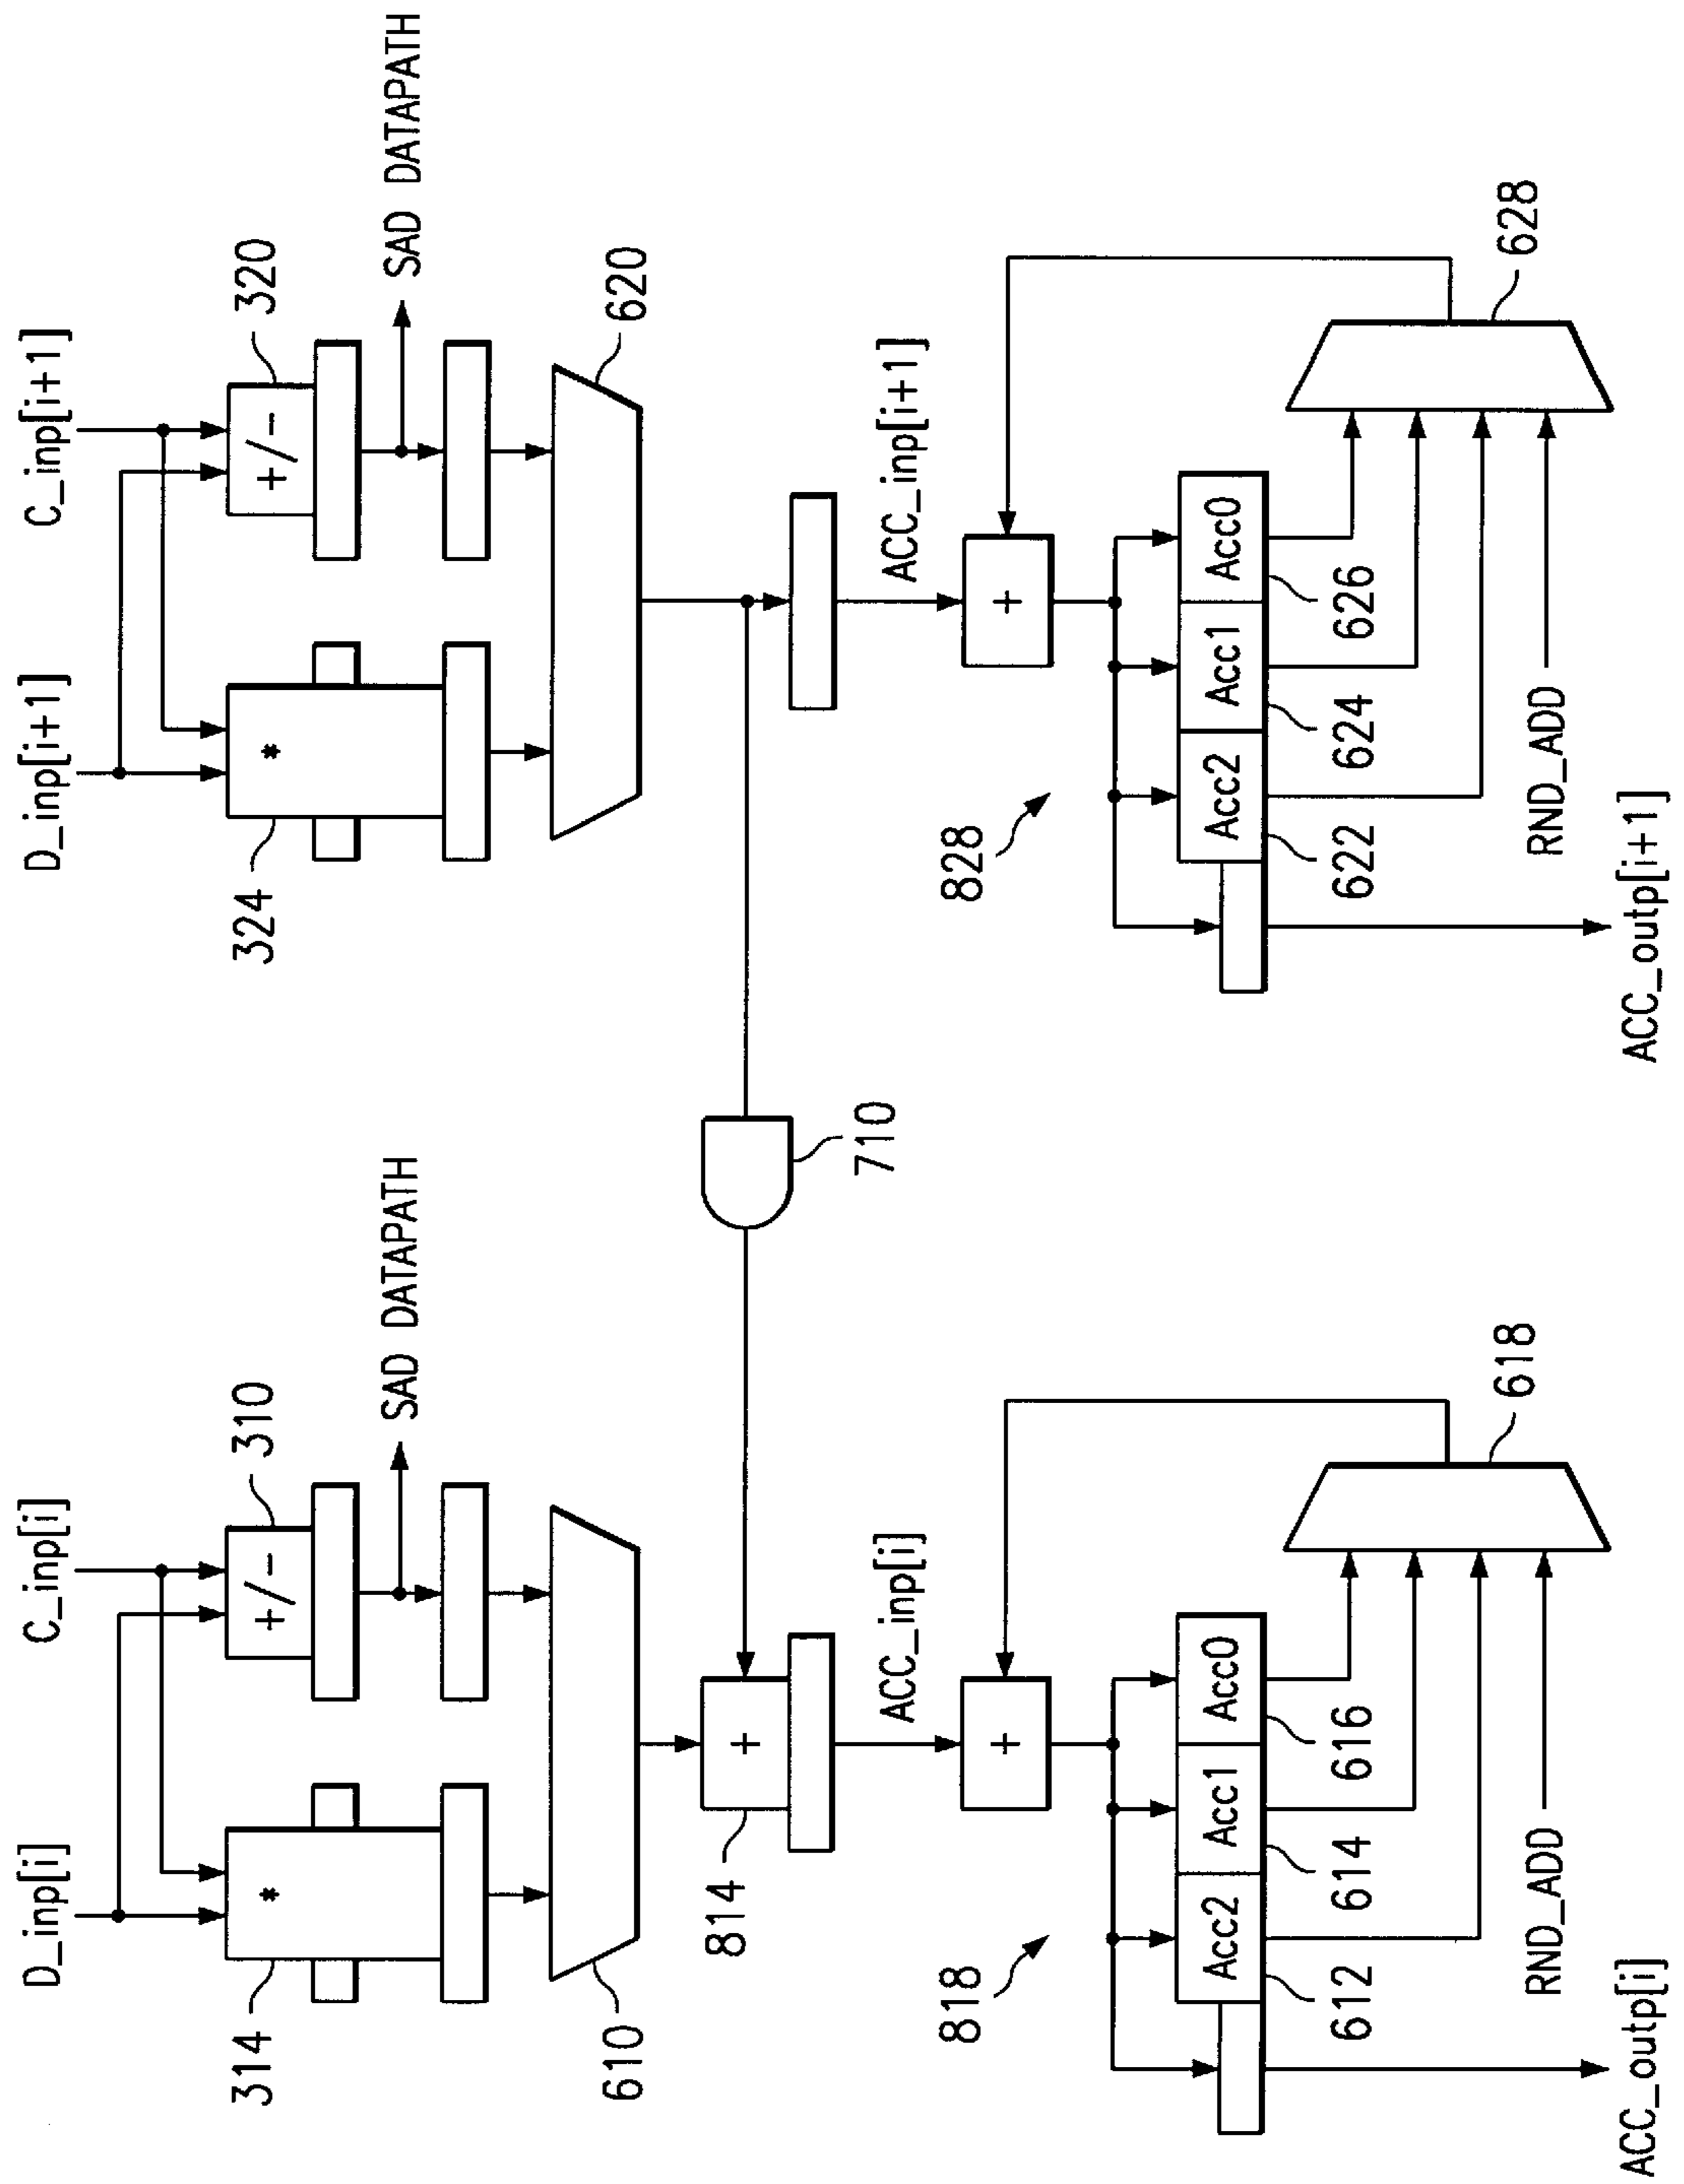 D_inp[i]
C_inp[i]
D_inp[i+1]
C_inp[i+1]
314
*
+/-
310
324
*
+/-
320
SAD DATAPATH
SAD DATAPATH
610
620
814
+
710
ACC_inp[i]
ACC_inp[i+1]
818
+
828
+
Acc2
Acc1
Acc0
Acc2
Acc1
Acc0
612
614
616
622
624
626
618
628
RND_ADD
RND_ADD
ACC_outp[i]
ACC_outp[i+1]